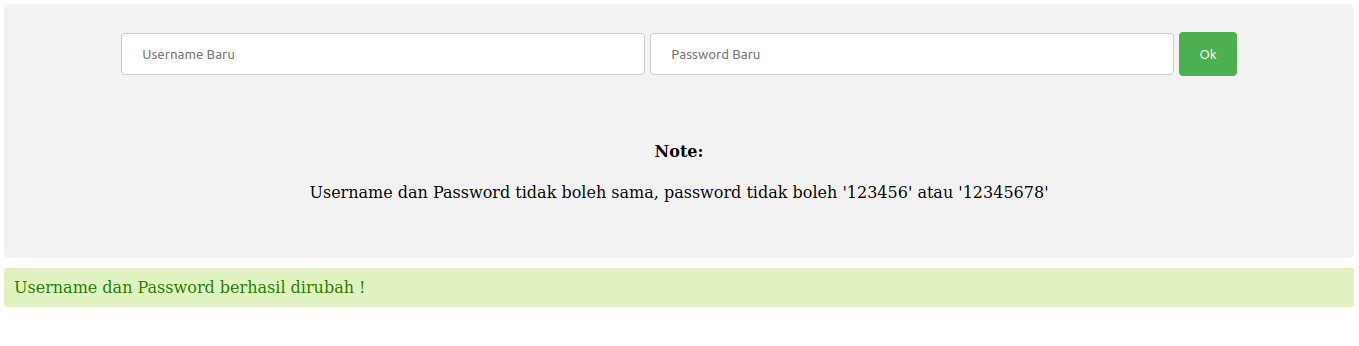 Username Baru Password Baru Ok
Note:
Username dan Password tidak boleh sama, password tidak boleh '123456' atau '12345678'
Username dan Password berhasil dirubah !